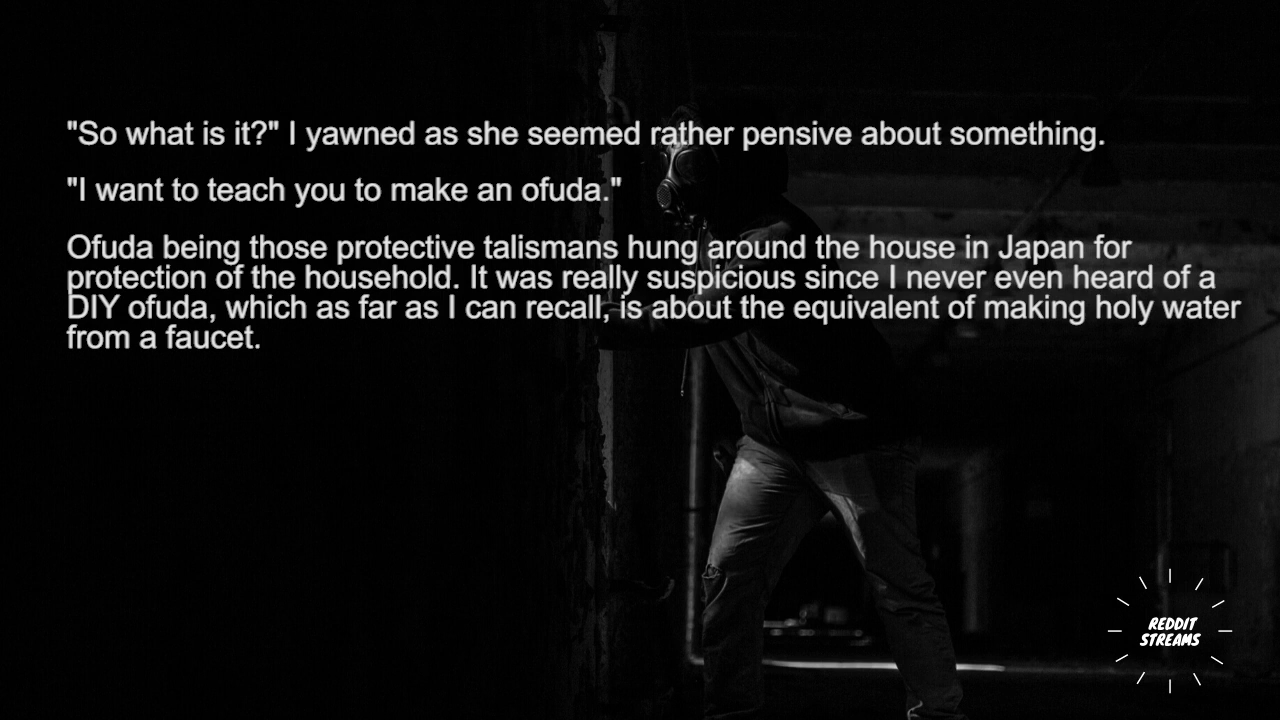 "So what is it?" I yawned as she seemed rather pensive about something.
"I want to teach you to make an ofuda."
Ofuda being those protective talismans hung around the house in Japan for
protection of the household. It was really suspicious since I never even heard of a
DIY ofuda, which as far as I can recall, is about the equivalent of making holy water
from a faucet.
REDDIT
STREAMS